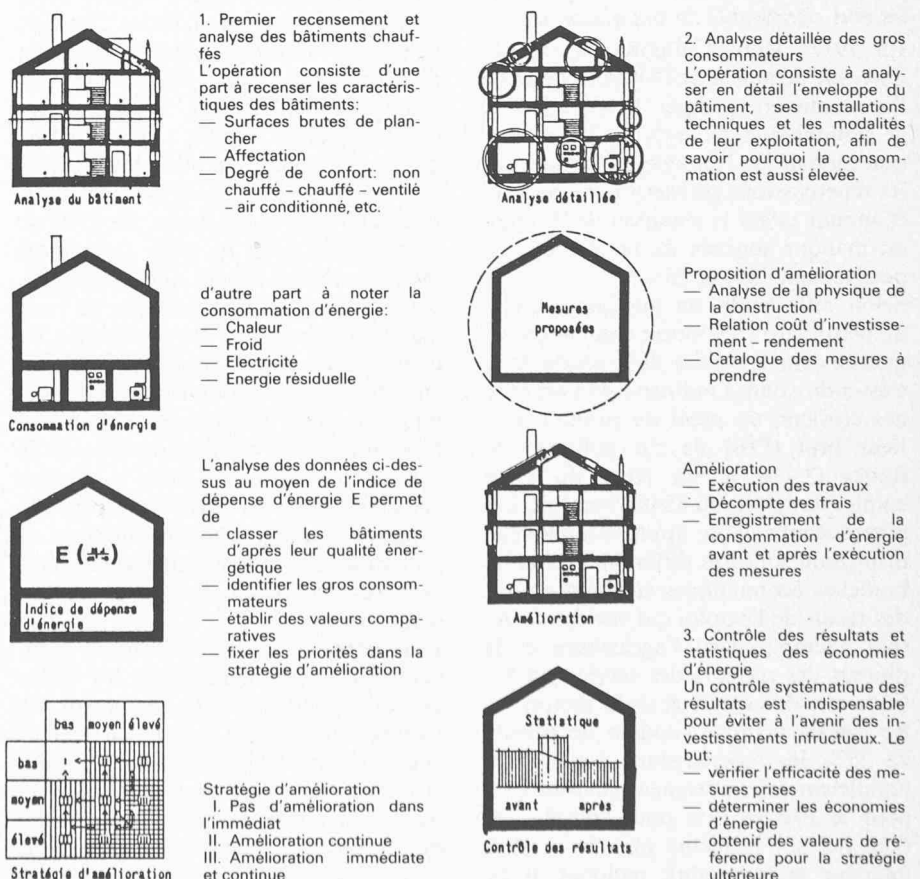 1. Premier recensement et
analyse des bâtiments chauf-
fés
L'opération consiste d'une
part à recenser les caractéris-
tiques des bâtiments:
— Surfaces brutes de plan-
cher
— Affectation
— Degré de confort: non
chauffé – chauffé – ventilé
– air conditionné, etc.
Analyse du bâtiment
d'autre part à noter la
consommation d'énergie:
— Chaleur
— Froid
— Electricité
— Energie résiduelle
Consommation d'énergie
L'analyse des données ci-des-
sus au moyen de l'indice de
dépense d'énergie E permet
de
— classer les bâtiments
d'après leur qualité éner-
gétique
— identifier les gros consom-
mateurs
— établir des valeurs compa-
ratives
— fixer les priorités dans la
stratégie d'amélioration
E
Indice de dépense
d'énergie
bas moyen élevé
bas
moyen
élevé
Stratégie d'amélioration
Stratégie d'amélioration
I. Pas d'amélioration dans
l'immédiat
II. Amélioration continue
III. Amélioration immédiate
et continue
Analyse détaillée
2. Analyse détaillée des gros
consommateurs
L'opération consiste à analy-
ser en détail l'enveloppe du
bâtiment, ses installations
techniques et les modalités
de leur exploitation, afin de
savoir pourquoi la consom-
mation est aussi élevée.
Mesures
proposées
Proposition d'amélioration
— Analyse de la physique de
la construction
— Relation coût d'investisse-
ment – rendement
— Catalogue des mesures à
prendre
Amélioration
Amélioration
— Exécution des travaux
— Décompte des frais
— Enregistrement de la
consommation d'énergie
avant et après l'exécution
des mesures
Statistique
avant après
Contrôle des résultats
3. Contrôle des résultats et
statistiques des économies
d'énergie
Un contrôle systématique des
résultats est indispensable
pour éviter à l'avenir des in-
vestissements infructueux. Le
but:
— vérifier l'efficacité des me-
sures prises
— déterminer les économies
d'énergie
— obtenir des valeurs de ré-
férence pour la stratégie
ultérieure